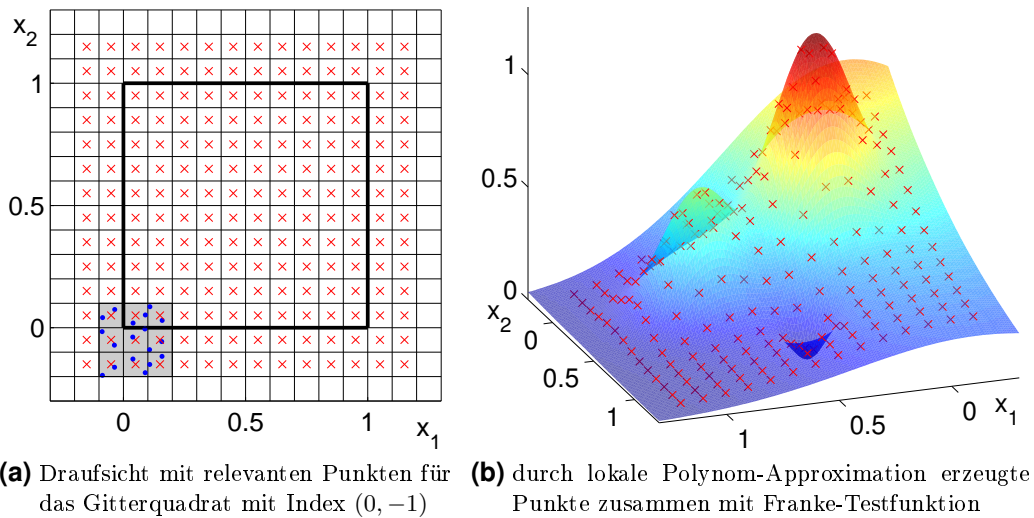 x2
1
0.5
0
0
0.5
1
x1
1
0.5
0
x2
0
0.5
1
1
0.5
0
x1
(a) Draufsicht mit relevanten Punkten für
das Gitterquadrat mit Index (0, −1)
(b) durch lokale Polynom-Approximation erzeugte
Punkte zusammen mit Franke-Testfunktion